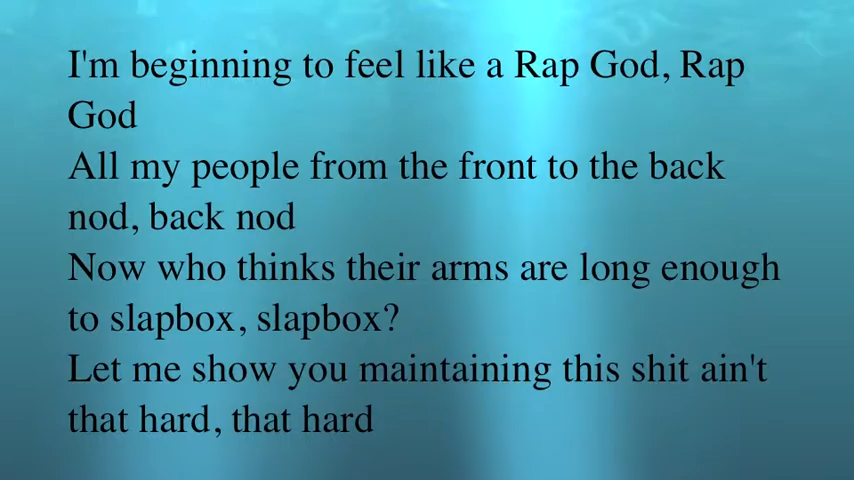 I'm beginning to feel like a Rap God, Rap
God
All my people from the front to the back
nod, back nod
Now who thinks their arms are long enough
to slapbox, slapbox?
Let me show you maintaining this shit ain't
that hard, that hard